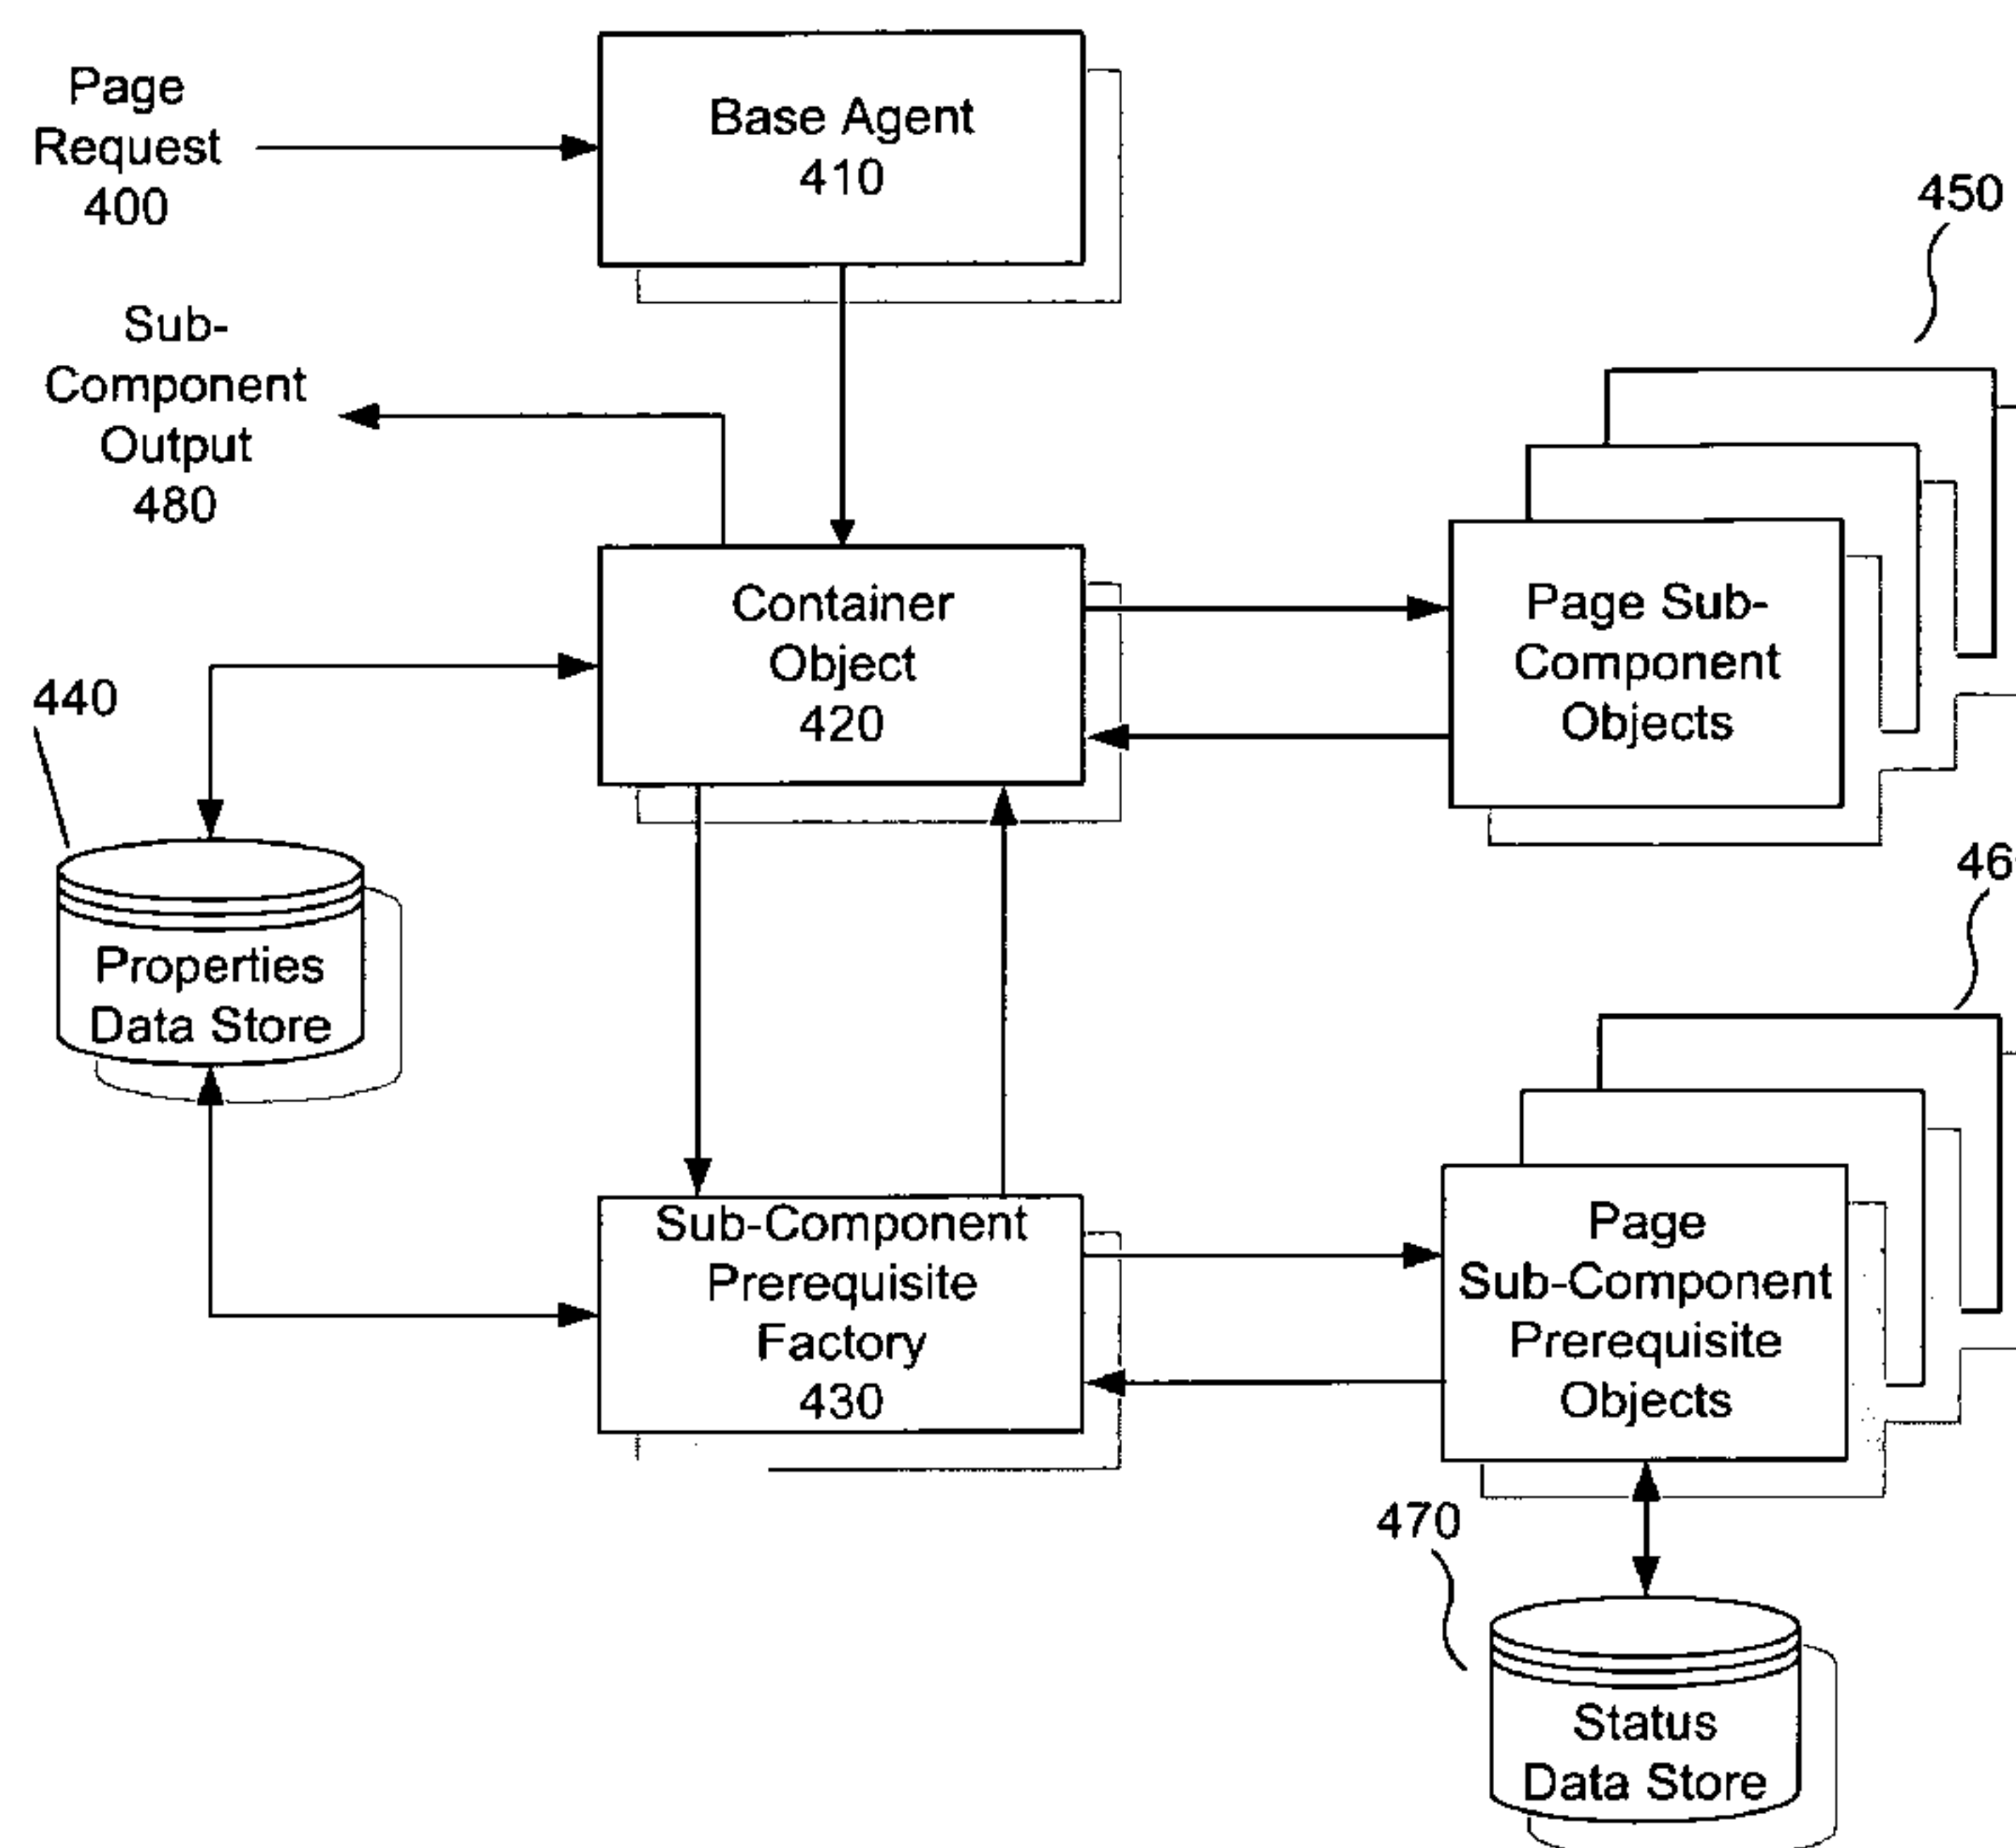 Page
Request
400
Base Agent
410
450
Sub-
Component
Output
480
Container
Object
420
Page Sub-
Component
Objects
440
Properties
Data Store
46
Sub-Component
Prerequisite
Factory
430
Page
Sub-Component
Prerequisite
Objects
470
Status
Data Store